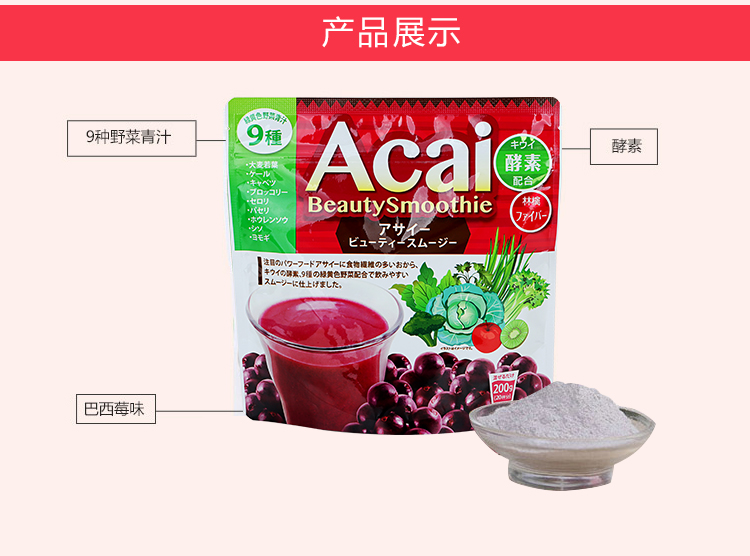 产品展示
9种野菜青汁
酵素
巴西莓味
緑黄色野菜青汁
9種
・大麦若葉
・ケール
・キャベツ
・ブロッコリー
・セロリ
・パセリ
・ホウレンソウ
・シソ
・ヨモギ
Acai
BeautySmoothie
アサイー
ビューティースムージー
キウイ
酵素
配合
林檎
ファイバー
注目のパワーフードアサイーに食物繊維の多いおから、
キウイの酵素、9種の緑黄色野菜配合で飲みやすい
スムージーに仕上げました。
混ぜるだけ
200g